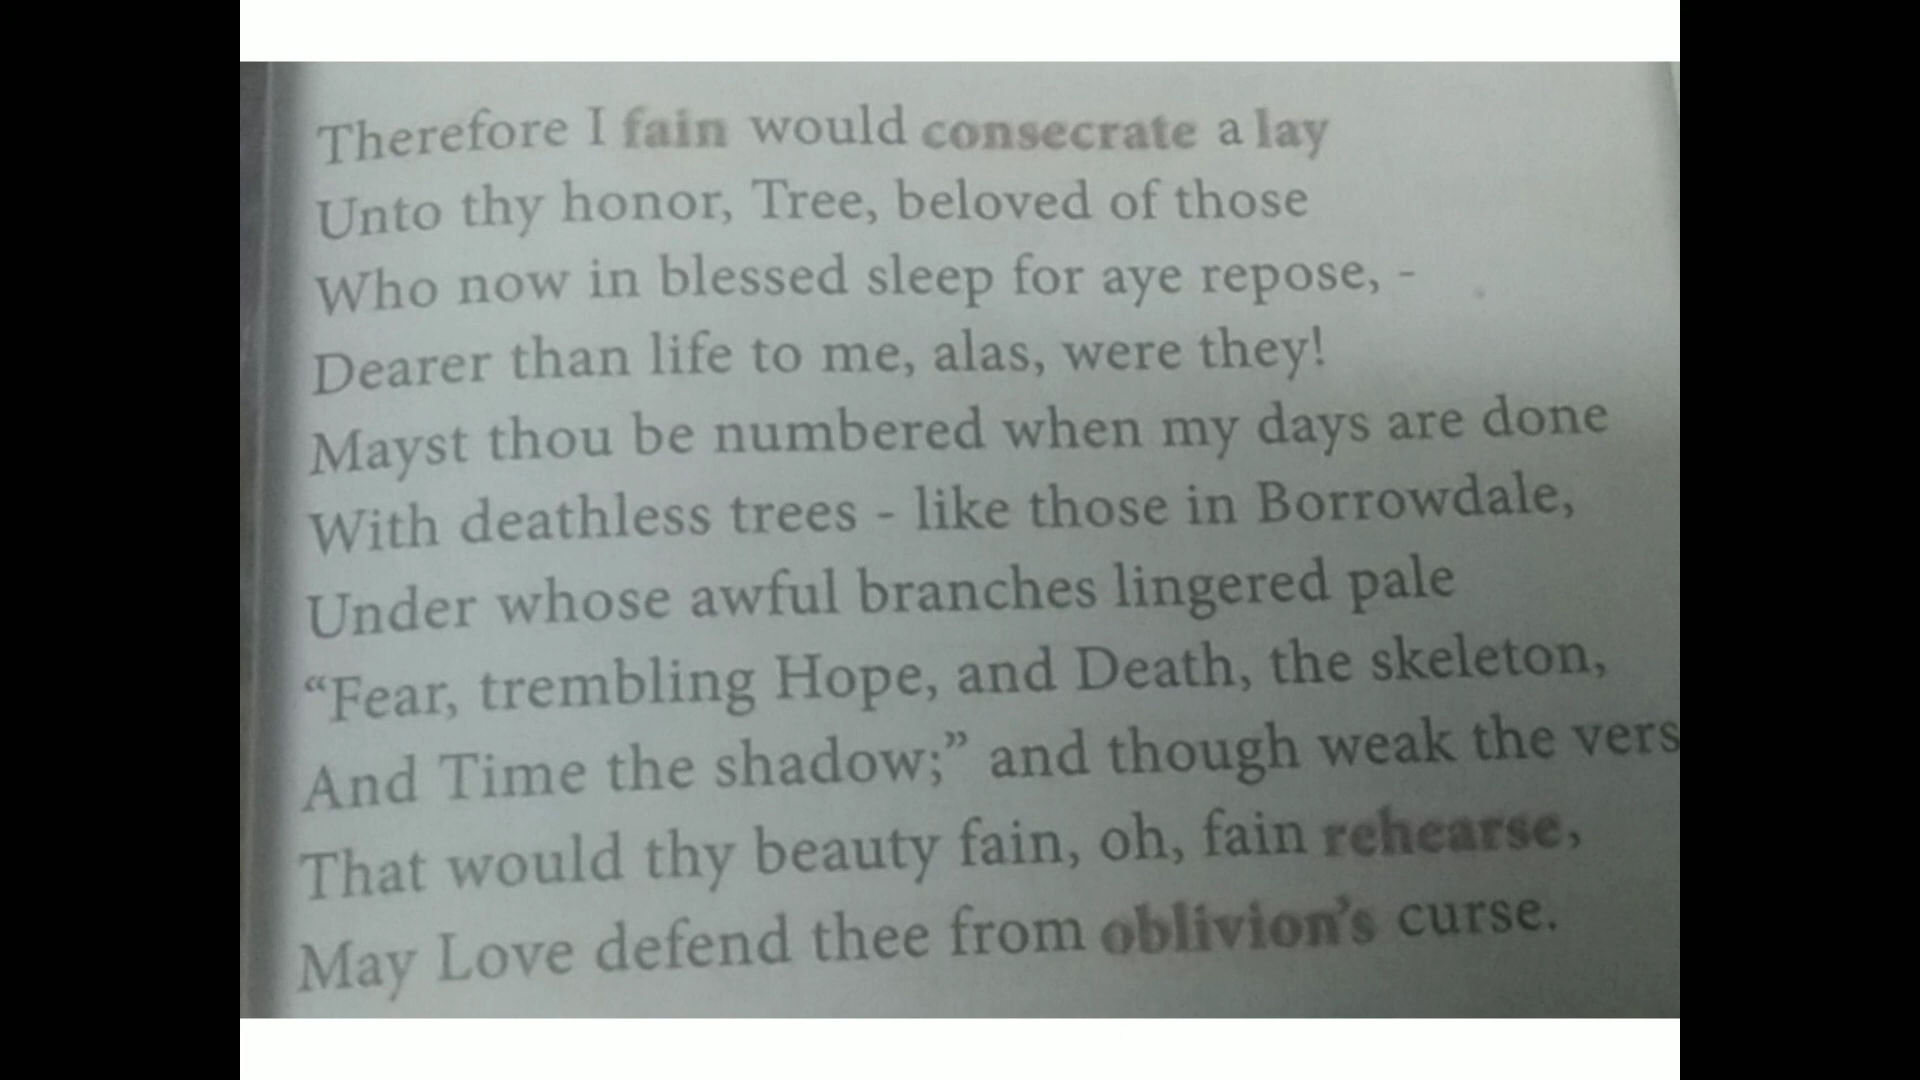 Therefore I fain would consecrate a lay
Unto thy honor, Tree, beloved of those
Who now in blessed sleep for aye repose, -
Dearer than life to me, alas, were they!
Mayst thou be numbered when my days are done
With deathless trees - like those in Borrowdale,
Under whose awful branches lingered pale
“Fear, trembling Hope, and Death, the skeleton,
And Time the shadow;” and though weak the vers
That would thy beauty fain, oh, fain rehearse,
May Love defend thee from oblivion's curse.